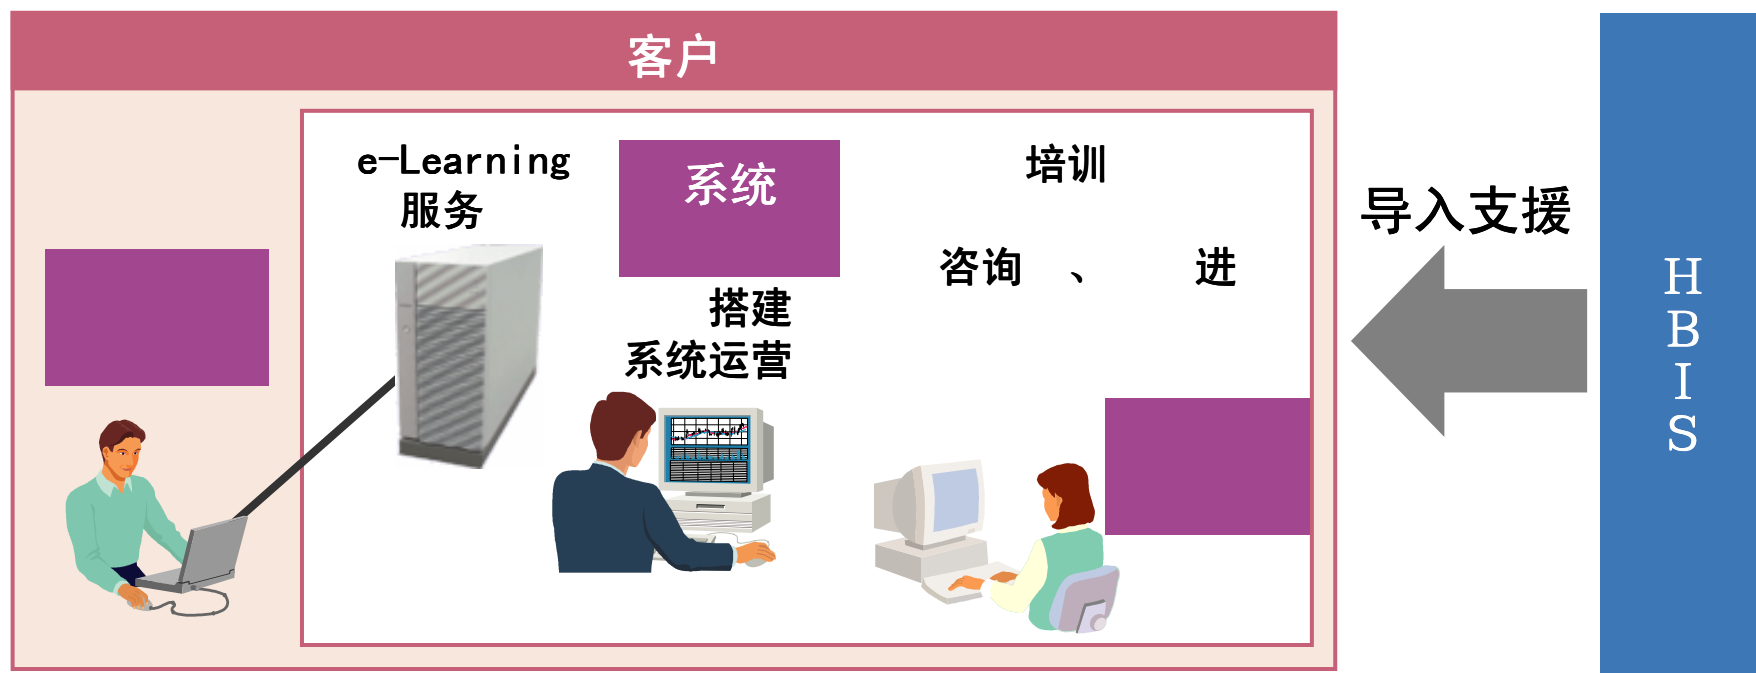 客户
e-Learning
服务
系统
搭建
系统运营
培训
咨询 、 进
导入支援
H
B
I
S